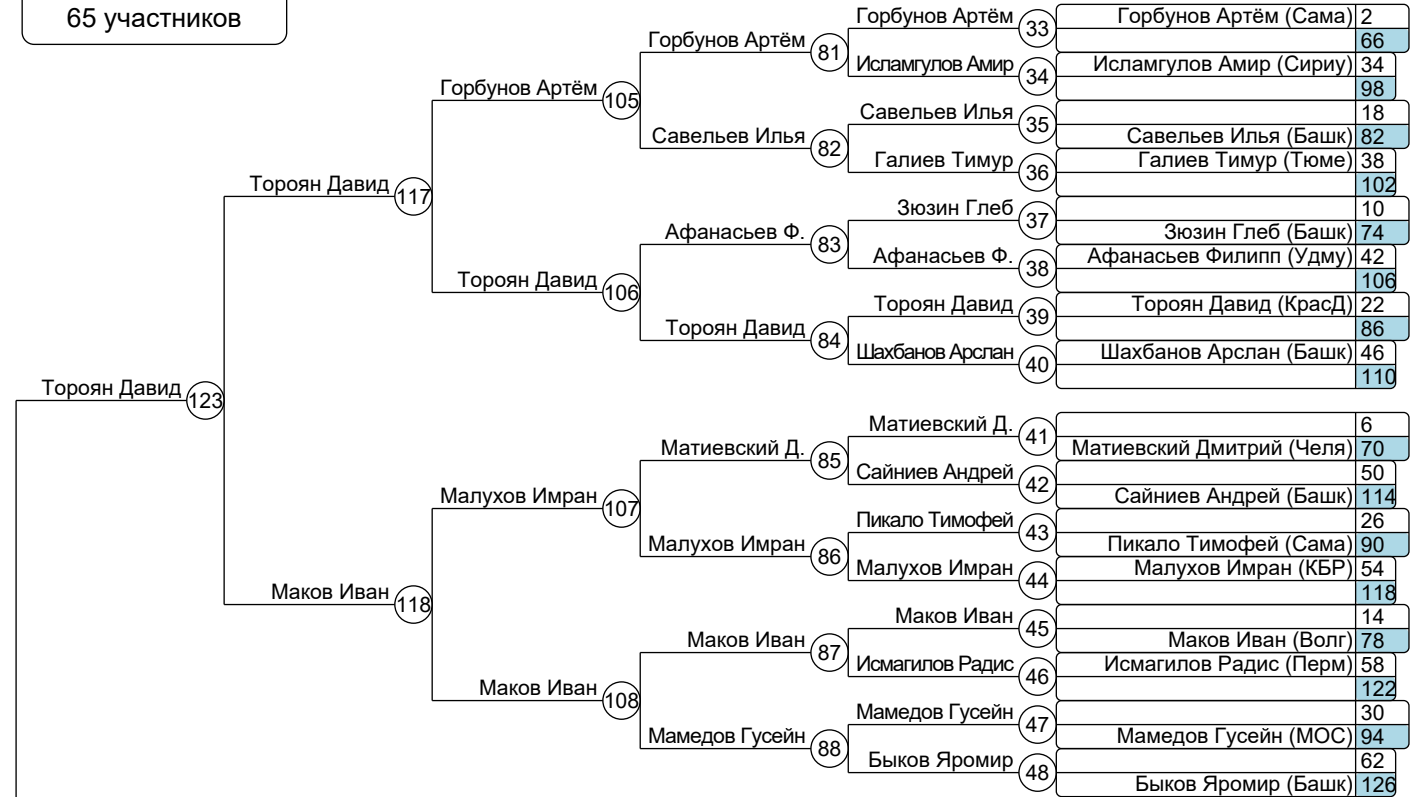 65 участников
Горбунов Артём 33 Горбунов Артём (Сама) 2
66
Горбунов Артём 81
Исламгулов Амир 34 Исламгулов Амир (Сириу) 34
98
Горбунов Артём 105
Савельев Илья 35 18
Савельев Илья (Башк) 82
Савельев Илья 82
Галиев Тимур 36 Галиев Тимур (Тюме) 38
102
Тороян Давид 117
Зюзин Глеб 37 10
Зюзин Глеб (Башк) 74
Афанасьев Ф. 83
Афанасьев Ф. 38 Афанасьев Филипп (Удму) 42
106
Тороян Давид 106
Тороян Давид 39 Тороян Давид (КрасД) 22
86
Тороян Давид 84
Шахбанов Арслан 40 Шахбанов Арслан (Башк) 46
110
Тороян Давид 123
Матиевский Д. 41 6
Матиевский Дмитрий (Челя) 70
Матиевский Д. 85
Сайниев Андрей 42 50
Сайниев Андрей (Башк) 114
Малухов Имран 107
Пикало Тимофей 43 26
Пикало Тимофей (Сама) 90
Малухов Имран 86
Малухов Имран 44 Малухов Имран (КБР) 54
118
Маков Иван 118
Маков Иван 45 14
Маков Иван (Волг) 78
Маков Иван 87
Исмагилов Радис 46 Исмагилов Радис (Перм) 58
122
Маков Иван 108
Мамедов Гусейн 47 30
Мамедов Гусейн (МОС) 94
Мамедов Гусейн 88
Быков Яромир 48 62
Быков Яромир (Башк) 126